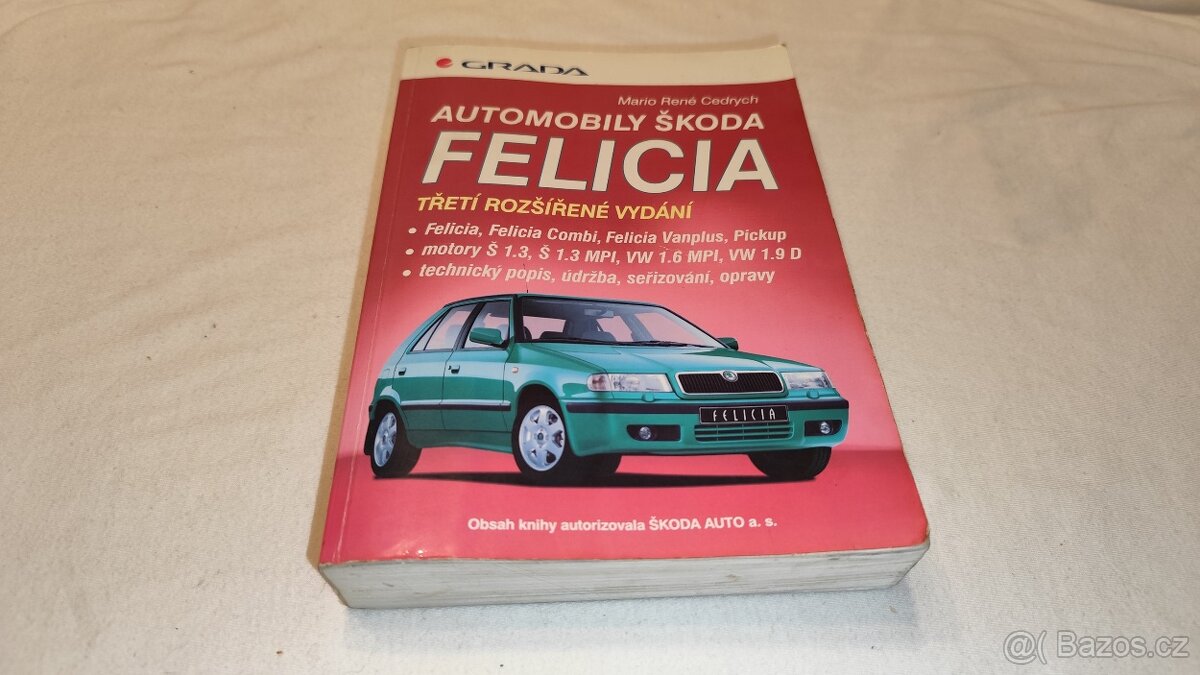 GRADA
Mario René Cedrych
AUTOMOBILY ŠKODA
FELICIA
TŘETÍ ROZŠÍŘENÉ VYDÁNÍ
• Felicia, Felicia Combi, Felicia Vanplus, Pickup
• motory Š 1.3, Š 1.3 MPI, VW 1.6 MPI, VW 1.9 D
• technický popis, údržba, seřizování, opravy
FELICIA
Obsah knihy autorizovala ŠKODA AUTO a. s.
Bazos.cz